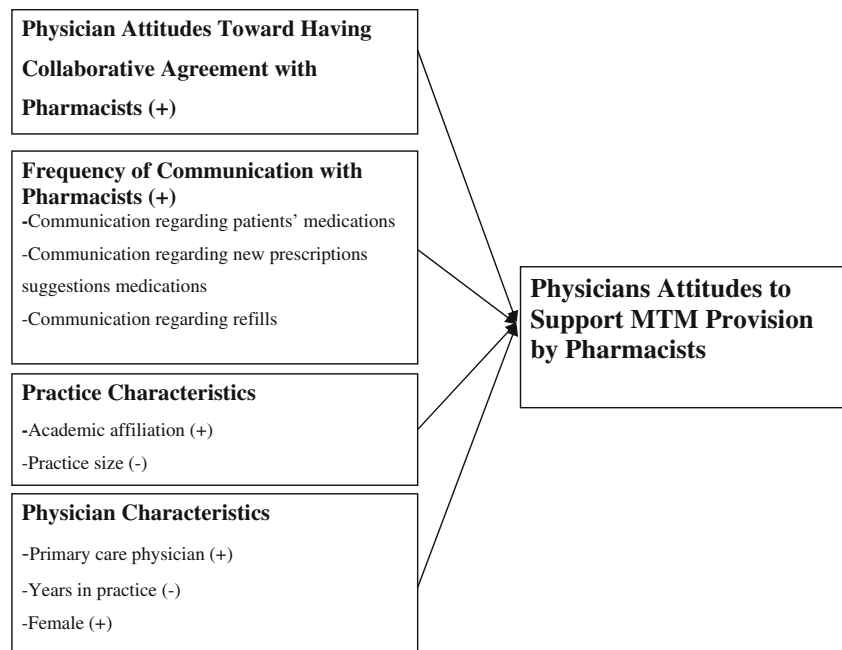 Physician Attitudes Toward Having
Collaborative Agreement with
Pharmacists (+)
Frequency of Communication with
Pharmacists (+)
-Communication regarding patients’ medications
-Communication regarding new prescriptions
suggestions medications
-Communication regarding refills
Practice Characteristics
-Academic affiliation (+)
-Practice size (-)
Physician Characteristics
-Primary care physician (+)
-Years in practice (-)
-Female (+)
Physicians Attitudes to
Support MTM Provision
by Pharmacists